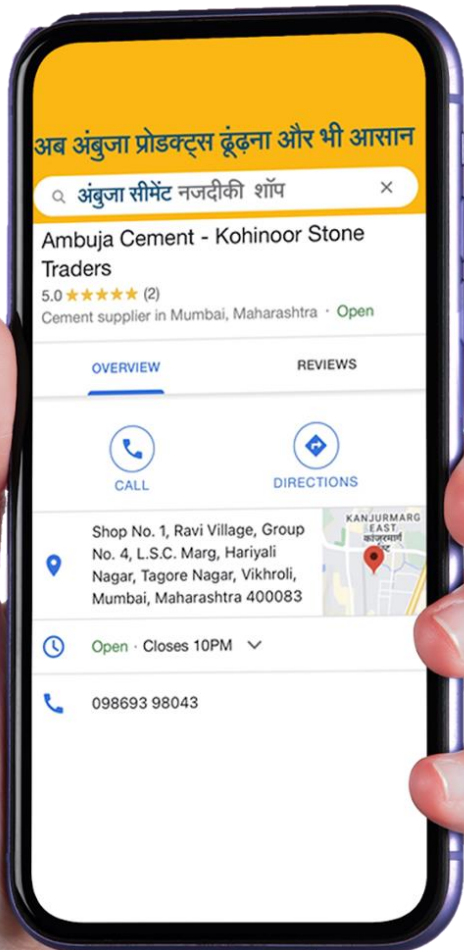 अब अंबुजा प्रोडक्ट्स ढूंढ़ना और भी आसान
अंबुजा सीमेंट नजदीकी शॉप
Ambuja Cement - Kohinoor Stone
Traders
5.0 ★★★★★ (2)
Cement supplier in Mumbai, Maharashtra · Open
OVERVIEW REVIEWS
CALL DIRECTIONS
Shop No. 1, Ravi Village, Group
No. 4, L.S.C. Marg, Hariyali
Nagar, Tagore Nagar, Vikhroli,
Mumbai, Maharashtra 400083
KANJURMARG
EAST
कांजुरमार्ग
Open · Closes 10PM
098693 98043